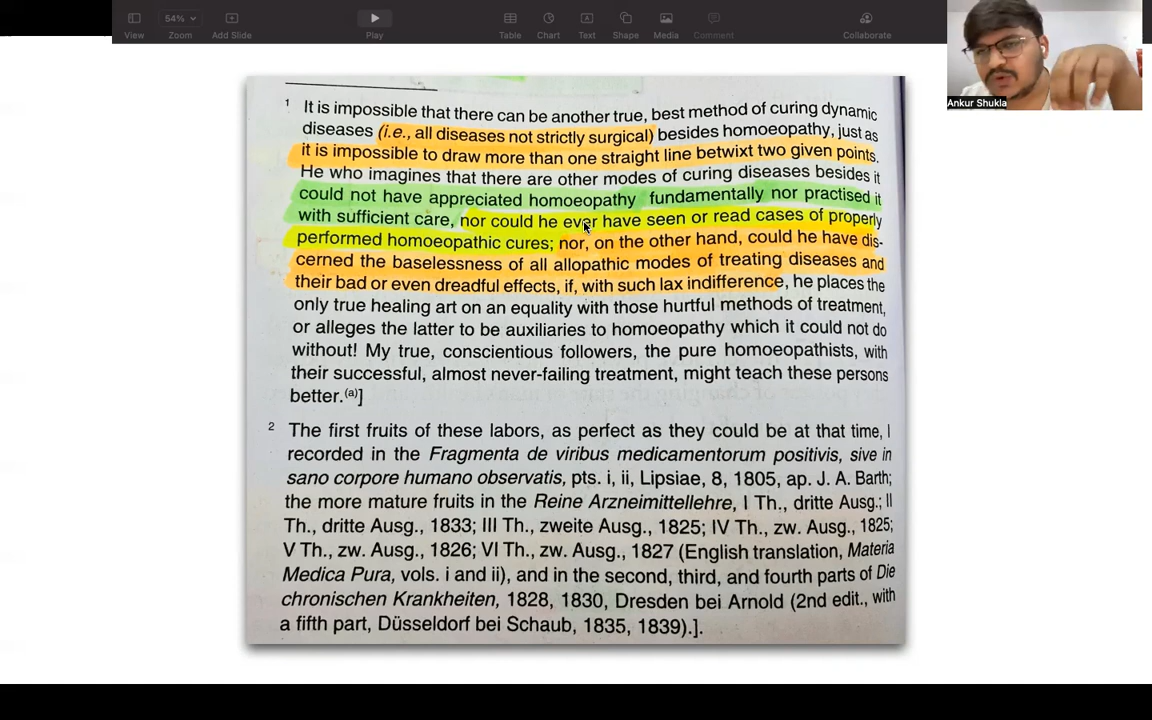 54%
View
Zoom
Add Slide
Play
Table
Chart
Text
Shape
Media
Comment
Collaborate
Ankur Shukla
1 It is impossible that there can be another true, best method of curing dynamic
diseases (i.e., all diseases not strictly surgical) besides homoeopathy, just as
it is impossible to draw more than one straight line betwixt two given points.
He who imagines that there are other modes of curing diseases besides it
could not have appreciated homoeopathy fundamentally nor practised it
with sufficient care, nor could he ever have seen or read cases of properly
performed homoeopathic cures; nor, on the other hand, could he have dis-
cerned the baselessness of all allopathic modes of treating diseases and
their bad or even dreadful effects, if, with such lax indifference, he places the
only true healing art on an equality with those hurtful methods of treatment,
or alleges the latter to be auxiliaries to homoeopathy which it could not do
without! My true, conscientious followers, the pure homoeopathists, with
their successful, almost never-failing treatment, might teach these persons
better.(a)]
2 The first fruits of these labors, as perfect as they could be at that time, I
recorded in the Fragmenta de viribus medicamentorum positivis, sive in
sano corpore humano observatis, pts. i, ii, Lipsiae, 8, 1805, ap. J. A. Barth;
the more mature fruits in the Reine Arzneimittellehre, I Th., dritte Ausg.; II
Th., dritte Ausg., 1833; III Th., zweite Ausg., 1825; IV Th., zw. Ausg., 1825;
V Th., zw. Ausg., 1826; VI Th., zw. Ausg., 1827 (English translation, Materia
Medica Pura, vols. i and ii), and in the second, third, and fourth parts of Die
chronischen Krankheiten, 1828, 1830, Dresden bei Arnold (2nd edit., with
a fifth part, Düsseldorf bei Schaub, 1835, 1839).].